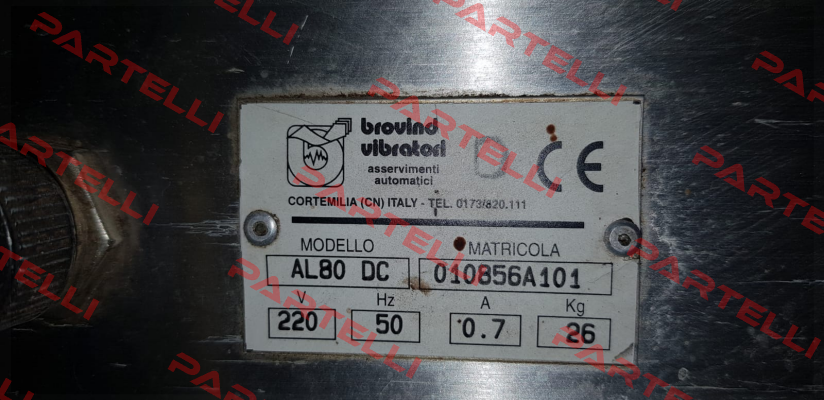 brovind
vibratori
asservimenti
automatici
CE
CORTEMILIA (CN) ITALY - TEL. 0173/820.111
MODELLO MATRICOLA
AL80 DC 010856A101
V Hz A Kg
220 50 0.7 26
PARTELLI
PARTELLI
PARTELLI
PARTELLI
PARTELLI
PARTELLI
PARTELLI